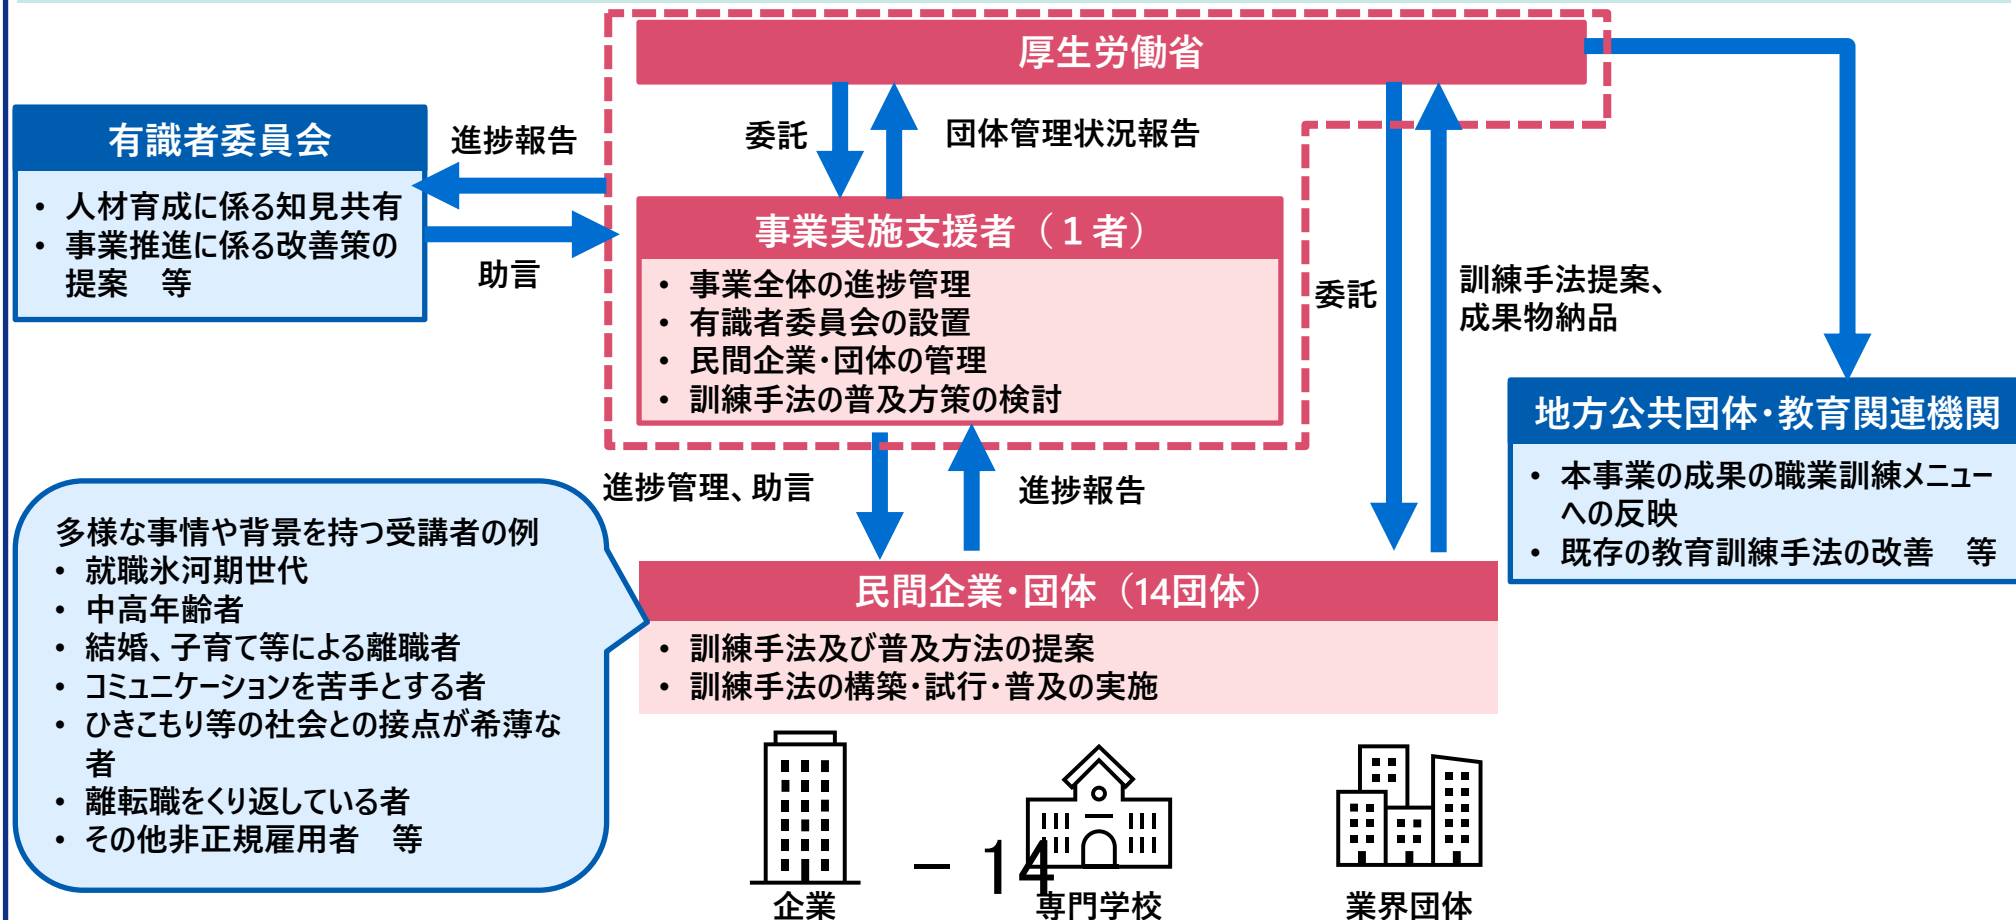 厚生労働省
有識者委員会
・ 人材育成に係る知見共有
・ 事業推進に係る改善策の
提案　等
進捗報告
助言
委託
団体管理状況報告
事業実施支援者（１者）
・ 事業全体の進捗管理
・ 有識者委員会の設置
・ 民間企業・団体の管理
・ 訓練手法の普及方策の検討
委託
訓練手法提案、
成果物納品
地方公共団体・教育関連機関
・ 本事業の成果の職業訓練メニュー
への反映
・ 既存の教育訓練手法の改善　等
進捗管理、助言
進捗報告
多様な事情や背景を持つ受講者の例
・ 就職氷河期世代
・ 中高年齢者
・ 結婚、子育て等による離職者
・ コミュニケーションを苦手とする者
・ ひきこもり等の社会との接点が希薄な
者
・ 離転職をくり返している者
・ その他非正規雇用者　等
民間企業・団体（14団体）
・ 訓練手法及び普及方法の提案
・ 訓練手法の構築・試行・普及の実施
企業
専門学校
業界団体
－ 14